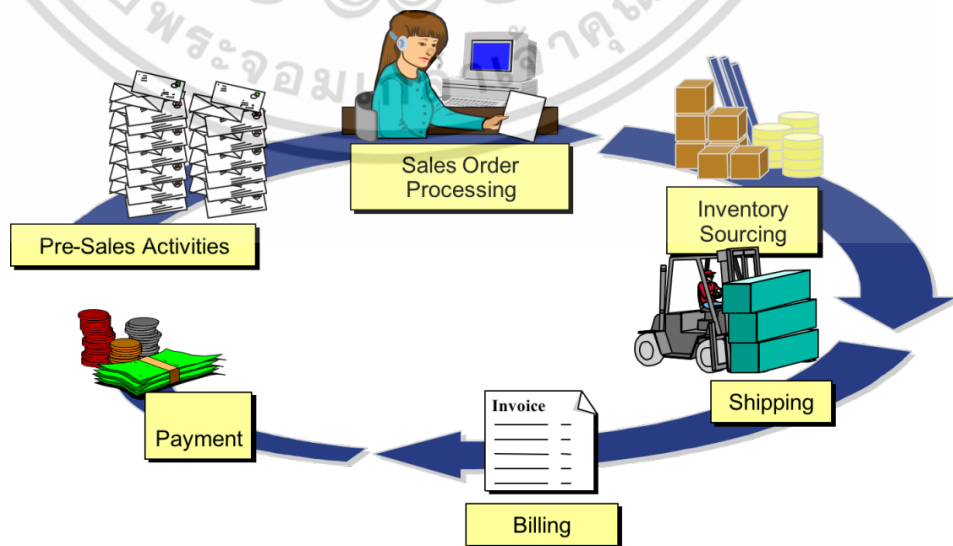 Sales Order
Processing
Inventory
Sourcing
Pre-Sales Activities
Shipping
Invoice
Payment
Billing